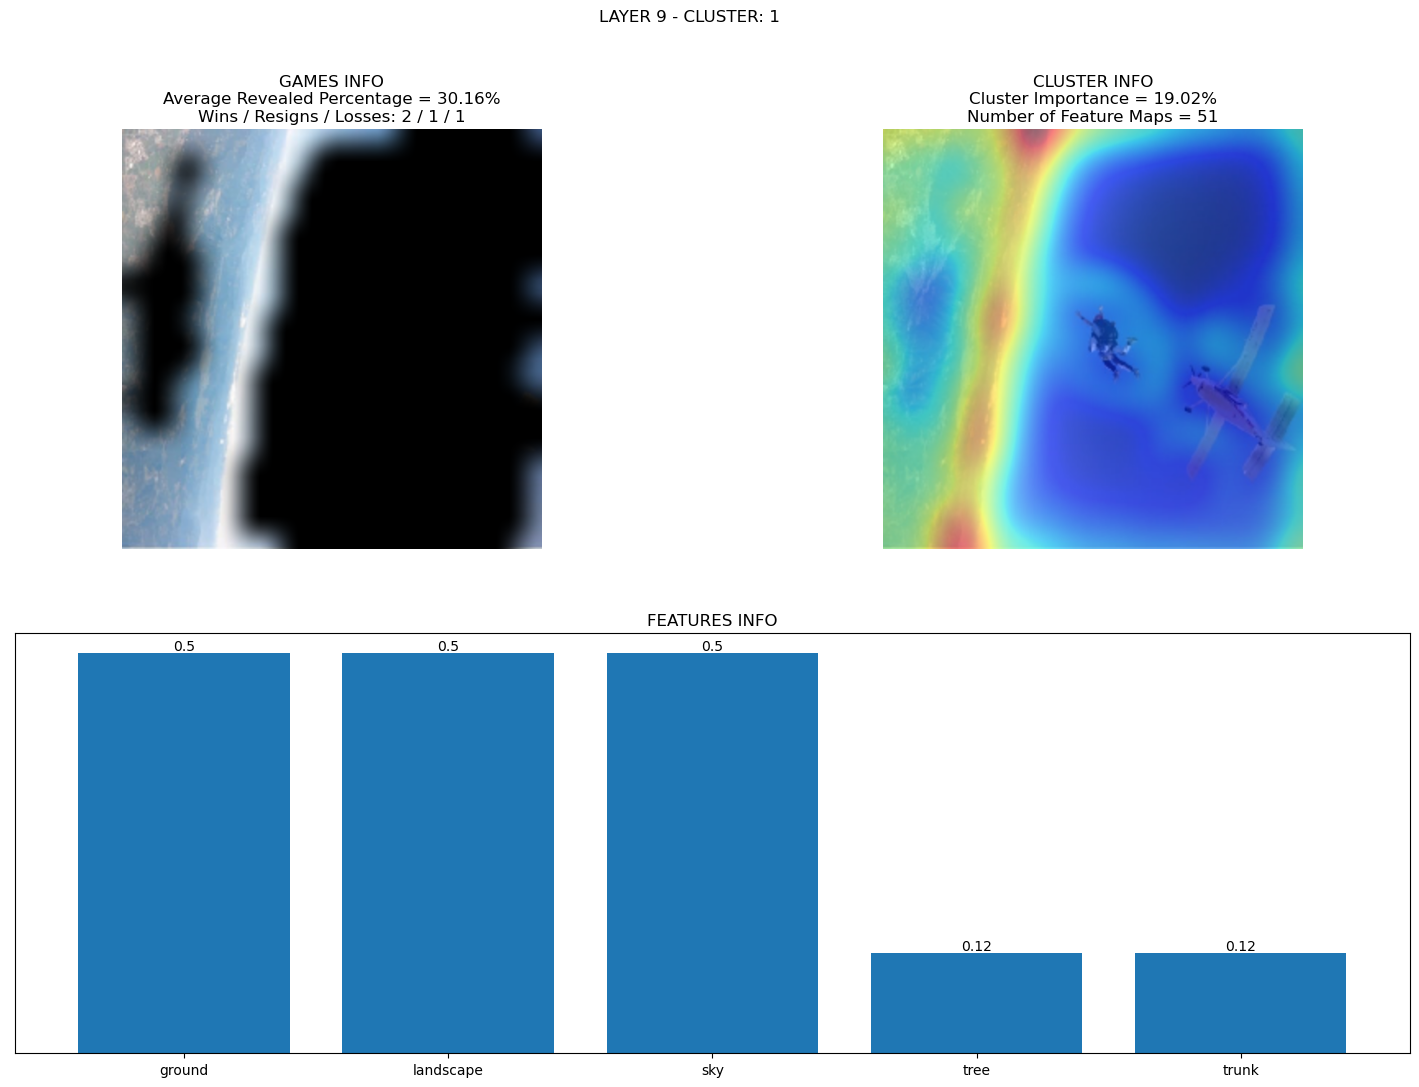 LAYER 9 - CLUSTER: 1
GAMES INFO
Average Revealed Percentage = 30.16%
Wins / Resigns / Losses: 2 / 1 / 1
CLUSTER INFO
Cluster Importance = 19.02%
Number of Feature Maps = 51
FEATURES INFO
0.5 0.5 0.5 0.12 0.12
ground landscape sky tree trunk